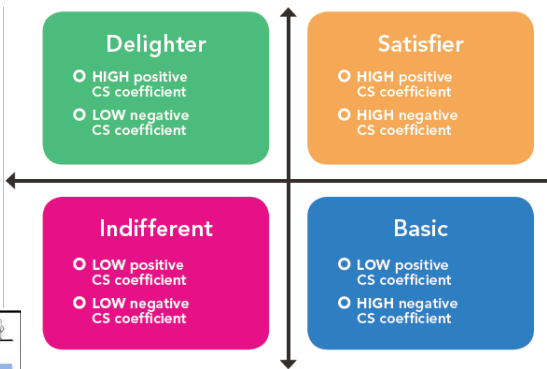 Delighter
HIGH positive
CS coefficient
LOW negative
CS coefficient
Satisfier
HIGH positive
CS coefficient
HIGH negative
CS coefficient
Indifferent
LOW positive
CS coefficient
LOW negative
CS coefficient
Basic
LOW positive
CS coefficient
HIGH negative
CS coefficient